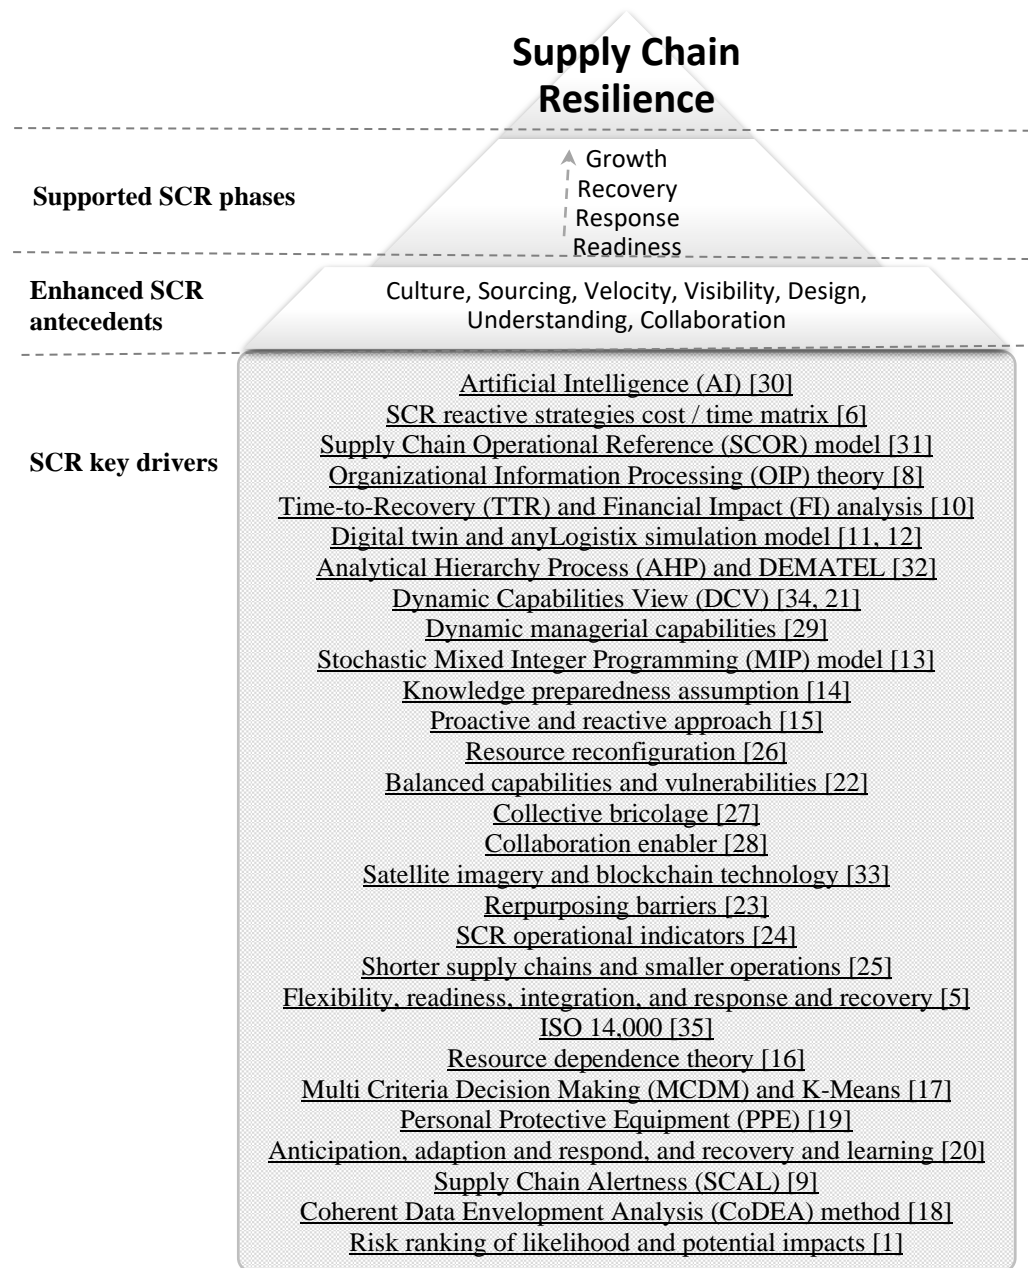 Supply Chain
Resilience
Supported SCR phases
Growth
Recovery
Response
Readiness
Enhanced SCR
antecedents
Culture, Sourcing, Velocity, Visibility, Design,
Understanding, Collaboration
SCR key drivers
Artificial Intelligence (AI) [30]
SCR reactive strategies cost / time matrix [6]
Supply Chain Operational Reference (SCOR) model [31]
Organizational Information Processing (OIP) theory [8]
Time-to-Recovery (TTR) and Financial Impact (FI) analysis [10]
Digital twin and anyLogistix simulation model [11, 12]
Analytical Hierarchy Process (AHP) and DEMATEL [32]
Dynamic Capabilities View (DCV) [34, 21]
Dynamic managerial capabilities [29]
Stochastic Mixed Integer Programming (MIP) model [13]
Knowledge preparedness assumption [14]
Proactive and reactive approach [15]
Resource reconfiguration [26]
Balanced capabilities and vulnerabilities [22]
Collective bricolage [27]
Collaboration enabler [28]
Satellite imagery and blockchain technology [33]
Rerpurposing barriers [23]
SCR operational indicators [24]
Shorter supply chains and smaller operations [25]
Flexibility, readiness, integration, and response and recovery [5]
ISO 14,000 [35]
Resource dependence theory [16]
Multi Criteria Decision Making (MCDM) and K-Means [17]
Personal Protective Equipment (PPE) [19]
Anticipation, adaption and respond, and recovery and learning [20]
Supply Chain Alertness (SCAL) [9]
Coherent Data Envelopment Analysis (CoDEA) method [18]
Risk ranking of likelihood and potential impacts [1]